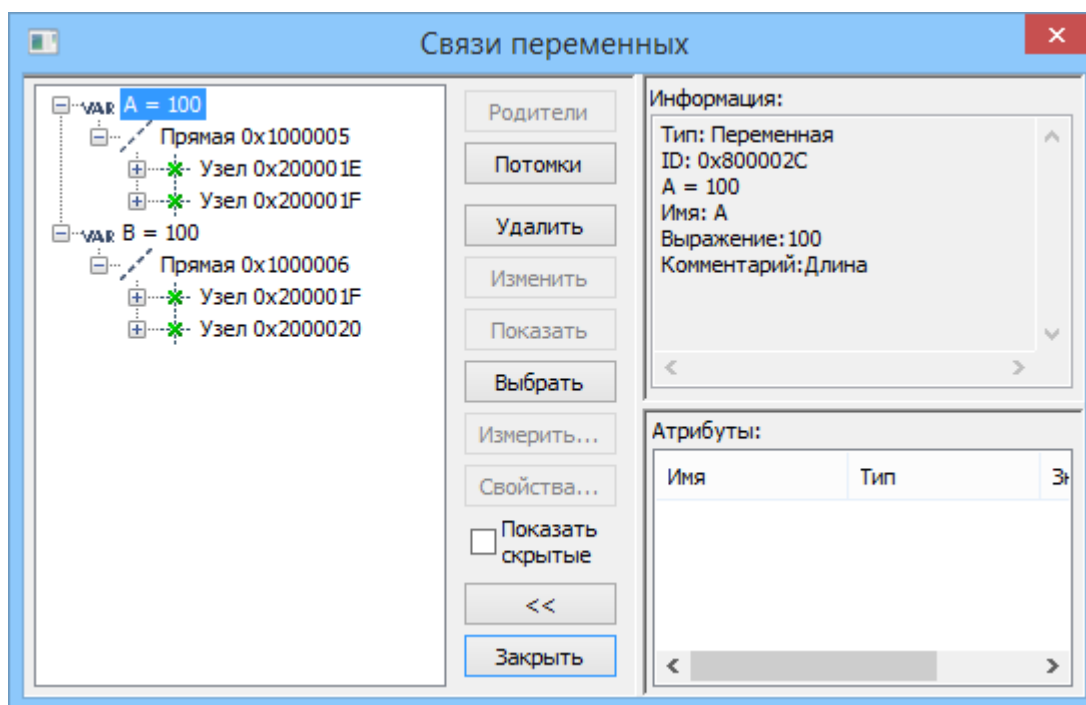 Связи переменных
VAR A = 100
Прямая 0x1000005
Узел 0x200001E
Узел 0x200001F
VAR B = 100
Прямая 0x1000006
Узел 0x200001F
Узел 0x2000020
Родители
Потомки
Удалить
Изменить
Показать
Выбрать
Измерить...
Свойства...
Показать
скрытые
<<
Закрыть
Информация:
Тип: Переменная
ID: 0x800002C
A = 100
Имя: A
Выражение:100
Комментарий:Длина
Атрибуты:
Имя Тип